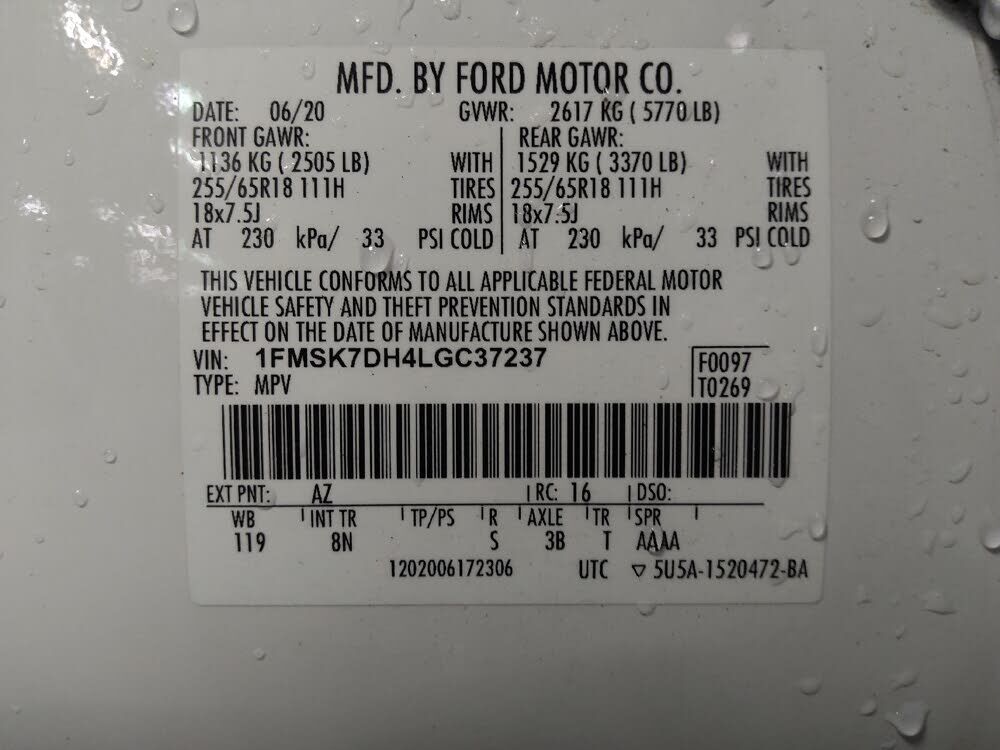 MFD. BY FORD MOTOR CO.
DATE: 06/20 GVWR: 2617 KG ( 5770 LB)
FRONT GAWR: REAR GAWR:
1136 KG ( 2505 LB) WITH 1529 KG ( 3370 LB) WITH
255/65R18 111H TIRES 255/65R18 111H TIRES
18x7.5J RIMS 18x7.5J RIMS
AT 230 kPa/ 33 PSI COLD AT 230 kPa/ 33 PSI COLD
THIS VEHICLE CONFORMS TO ALL APPLICABLE FEDERAL MOTOR
VEHICLE SAFETY AND THEFT PREVENTION STANDARDS IN
EFFECT ON THE DATE OF MANUFACTURE SHOWN ABOVE.
VIN: 1FMSK7DH4LGC37237 F0097
TYPE: MPV T0269
EXT PNT: AZ RC: 16 DSO:
WB INT TR TP/PS R AXLE TR SPR
119 8N S 3B T AAAA
1202006172306 UTC ▽ 5U5A-1520472-BA